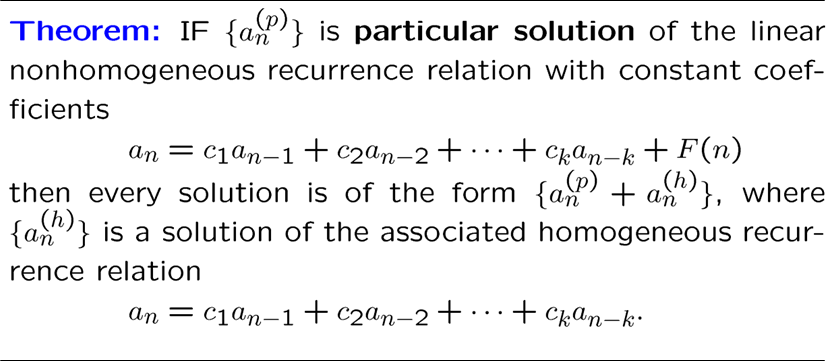 Theorem: IF {a_n^{(p)}} is particular solution of the linear
nonhomogeneous recurrence relation with constant coef-
ficients
a_n = c_1a_{n−1} + c_2a_{n−2} + ··· + c_ka_{n−k} + F(n)
then every solution is of the form {a_n^{(p)} + a_n^{(h)}}, where
{a_n^{(h)}} is a solution of the associated homogeneous recur-
rence relation
a_n = c_1a_{n−1} + c_2a_{n−2} + ··· + c_ka_{n−k}.